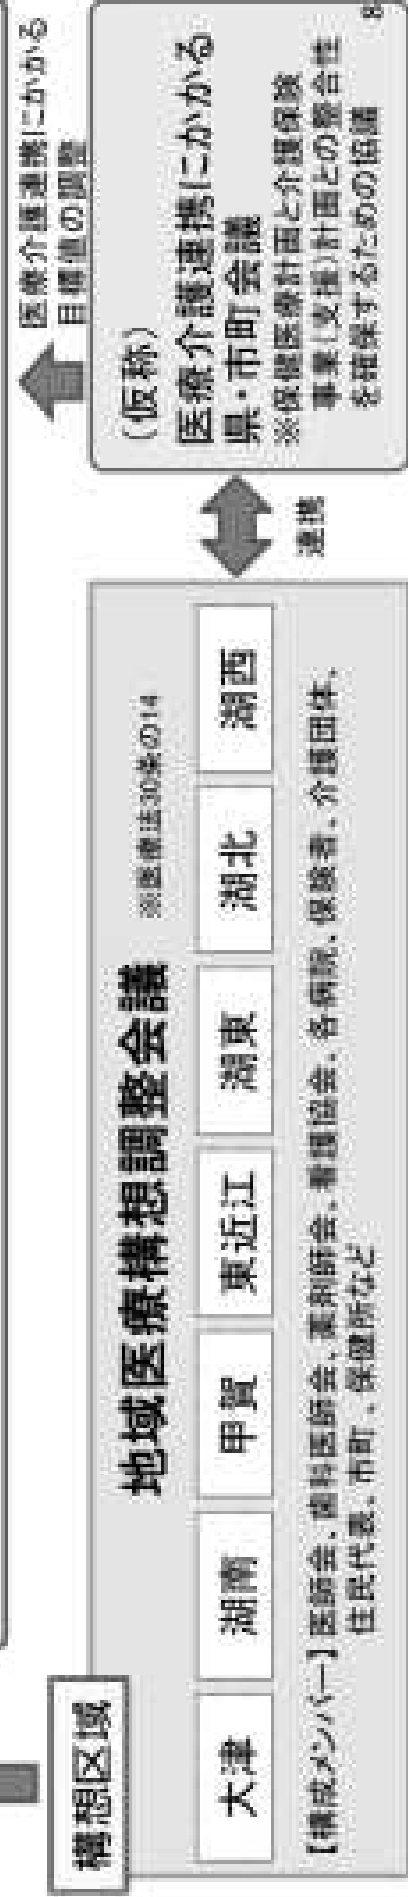 医療介護連携にかかる
目標値の調整
構想区域
地域医療構想調整会議 ※医療法30条の14
大津 湖南 甲賀 東近江 湖東 湖北 湖西
【構成メンバー】医師会、歯科医師会、薬剤師会、看護協会、各病院、保険者、介護団体、
住民代表、市町、保健所など
連携
(仮称)
医療介護連携にかかる
県・市町会議
※保健医療計画と介護保険
事業(支援)計画との整合性
を確保するための協議
8